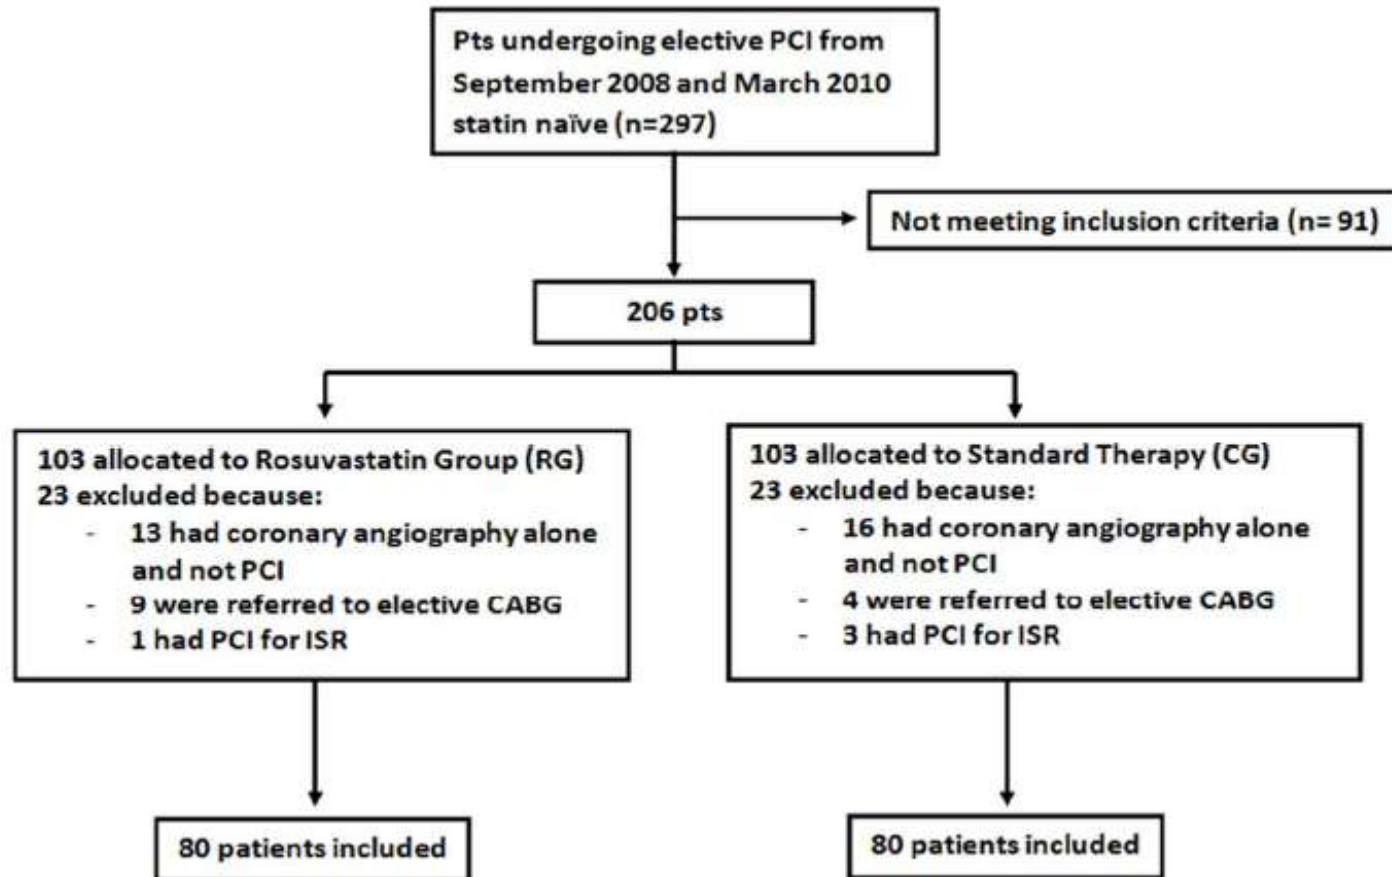 Pts undergoing elective PCI from
September 2008 and March 2010
statin naïve (n=297)
Not meeting inclusion criteria (n= 91)
206 pts
103 allocated to Rosuvastatin Group (RG)
23 excluded because:
- 13 had coronary angiography alone
and not PCI
- 9 were referred to elective CABG
- 1 had PCI for ISR
103 allocated to Standard Therapy (CG)
23 excluded because:
- 16 had coronary angiography alone
and not PCI
- 4 were referred to elective CABG
- 3 had PCI for ISR
80 patients included
80 patients included